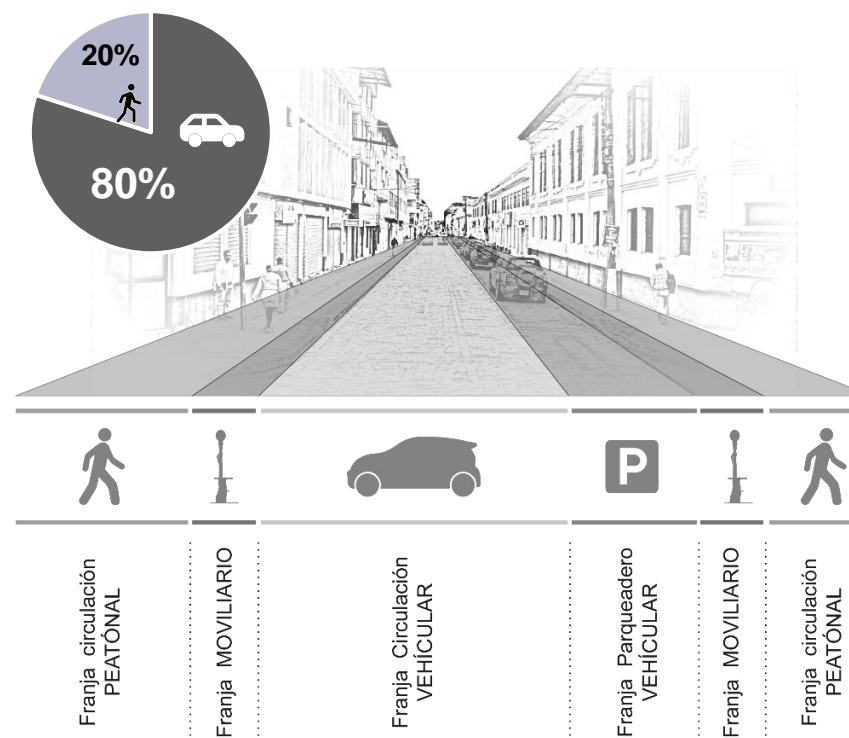 20%
80%
P
Franja circulación
PEATÓNAL
Franja MOVILIARIO
Franja Circulación
VEHÍCULAR
Franja Parqueadero
VEHÍCULAR
Franja MOVILIARIO
Franja circulación
PEATÓNAL